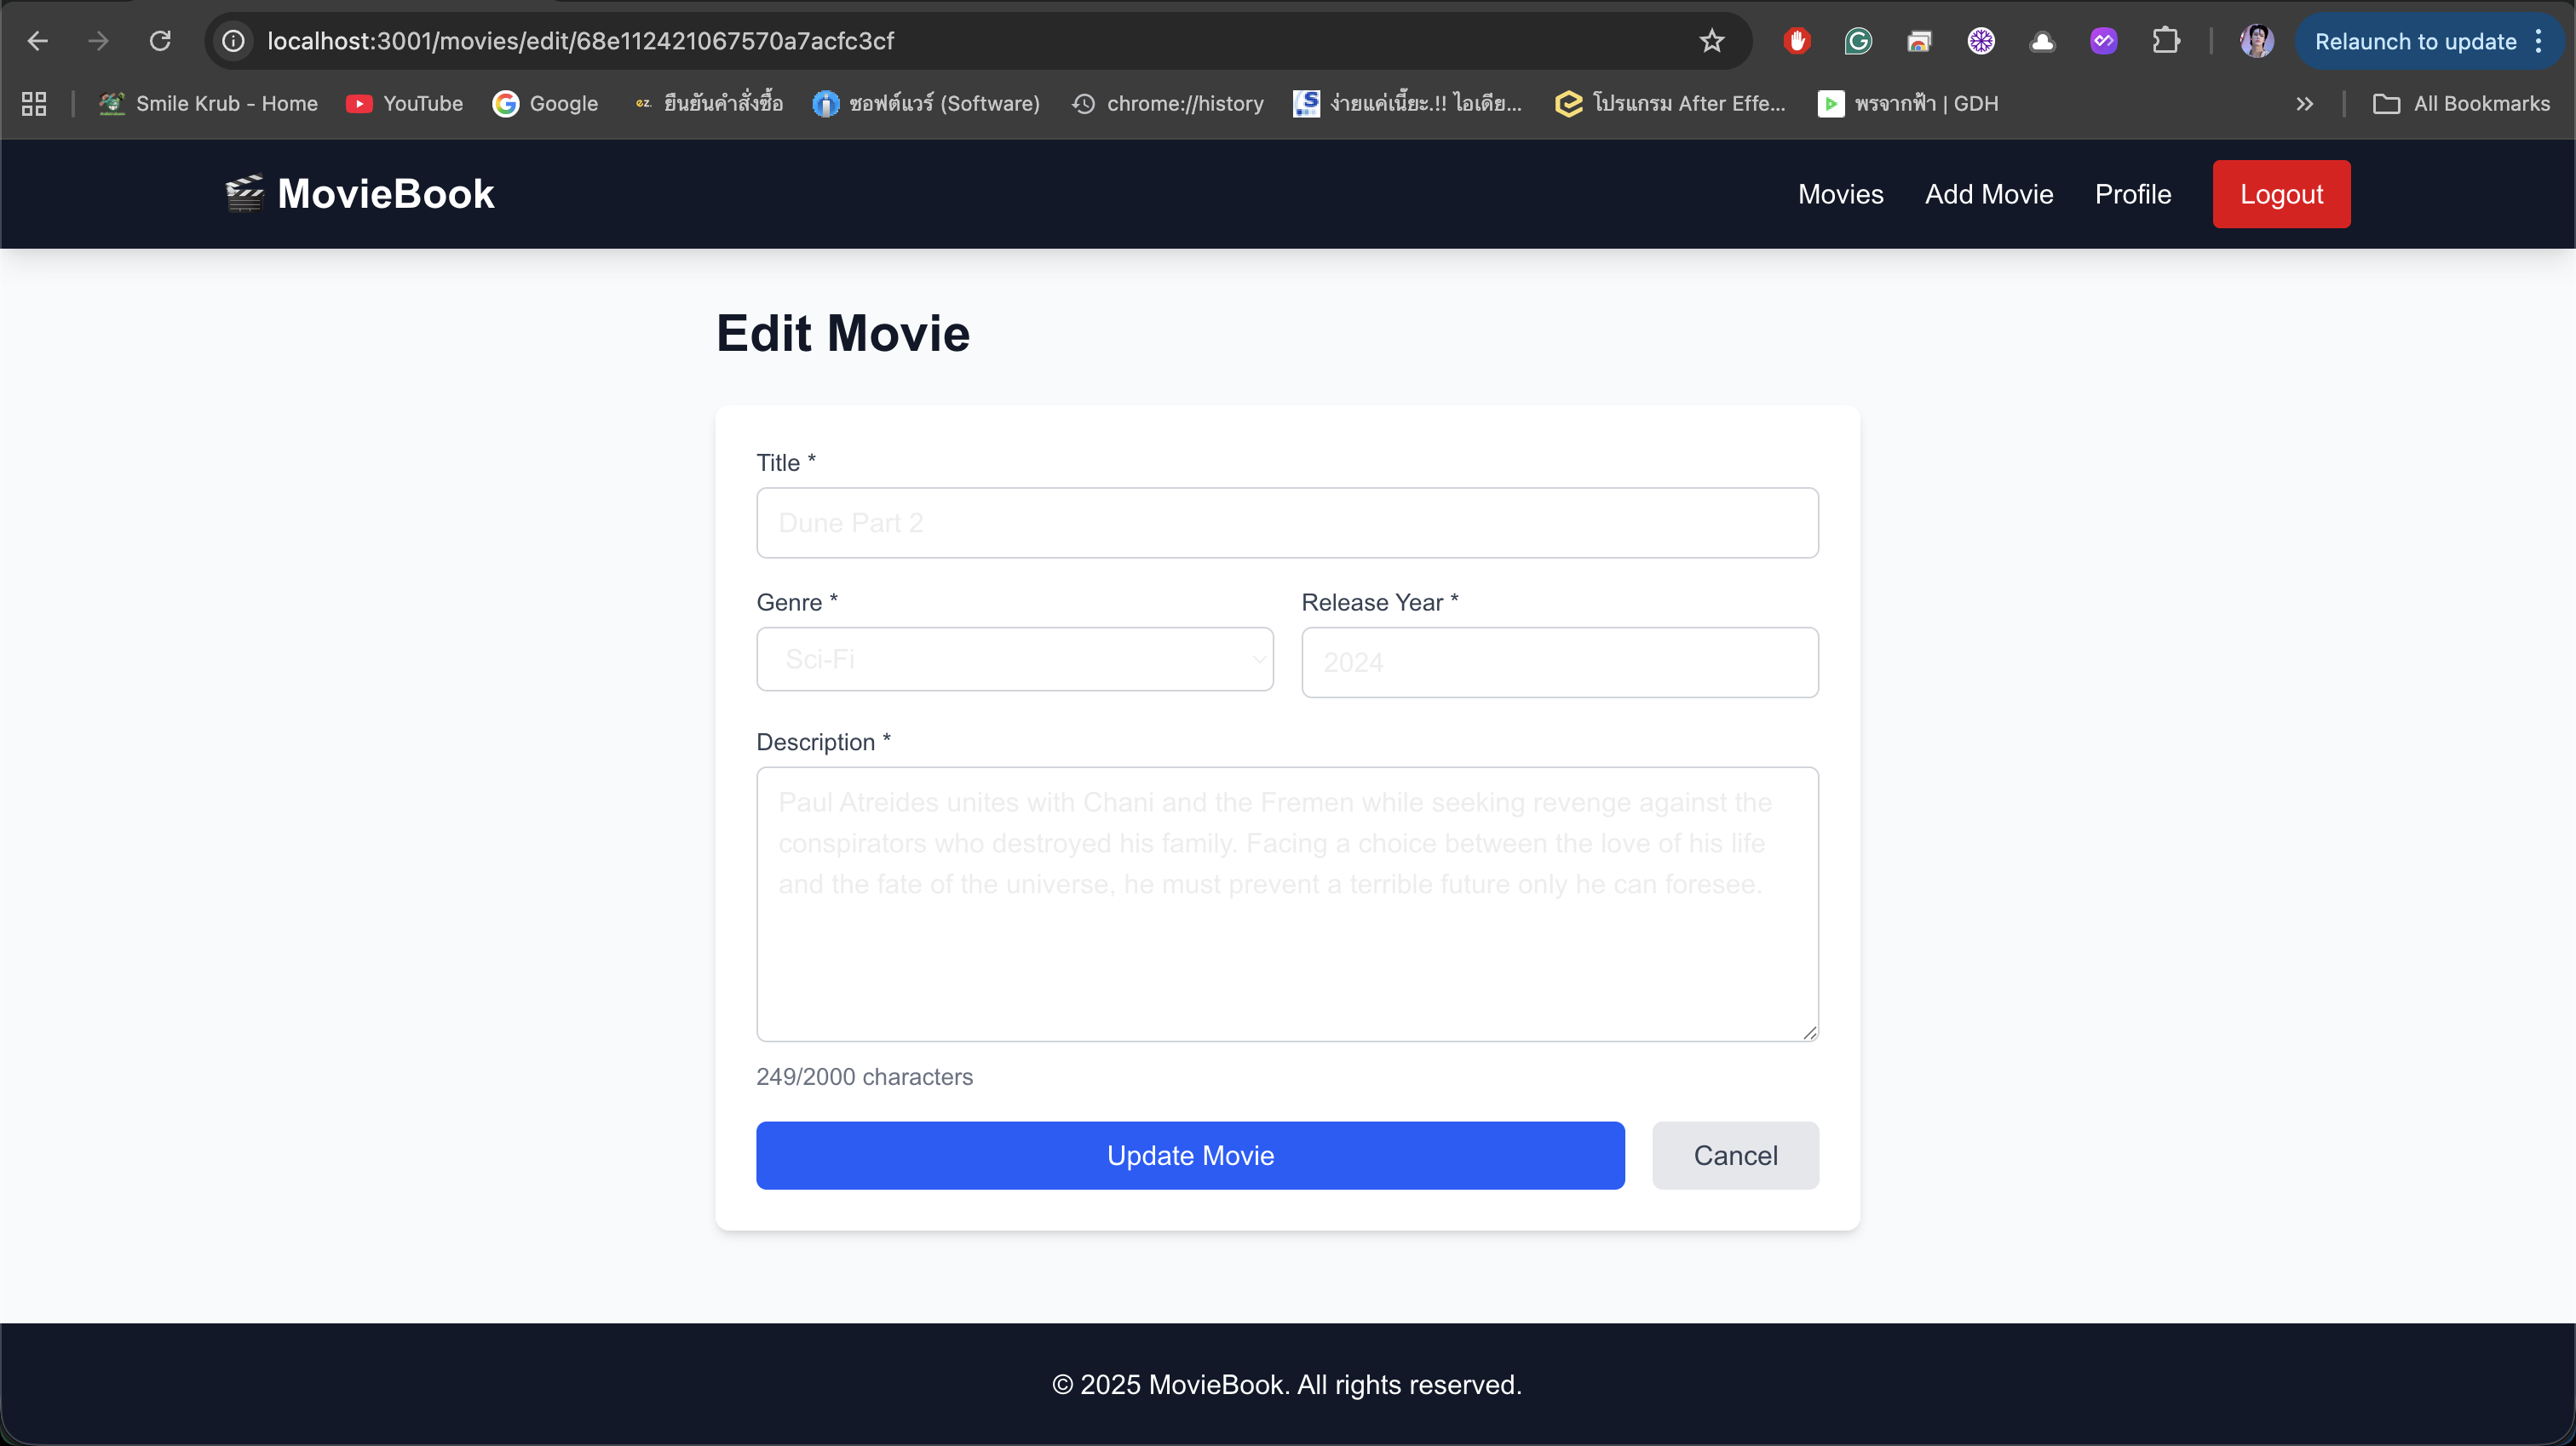 localhost:3001/movies/edit/68e112421067570a7acfc3cf
Relaunch to update
Smile Krub - Home
YouTube
Google
ez. ยืนยันคำสั่งซื้อ
ซอฟต์แวร์ (Software)
chrome://history
ง่ายแค่เนี๊ยะ.!! ไอเดีย...
โปรแกรม After Effe...
พรจากฟ้า | GDH
All Bookmarks
MovieBook
Movies
Add Movie
Profile
Logout
Edit Movie
Title *
Dune Part 2
Genre *
Release Year *
Sci-Fi
2024
Description *
Paul Atreides unites with Chani and the Fremen while seeking revenge against the
conspirators who destroyed his family. Facing a choice between the love of his life
and the fate of the universe, he must prevent a terrible future only he can foresee.
249/2000 characters
Update Movie
Cancel
© 2025 MovieBook. All rights reserved.